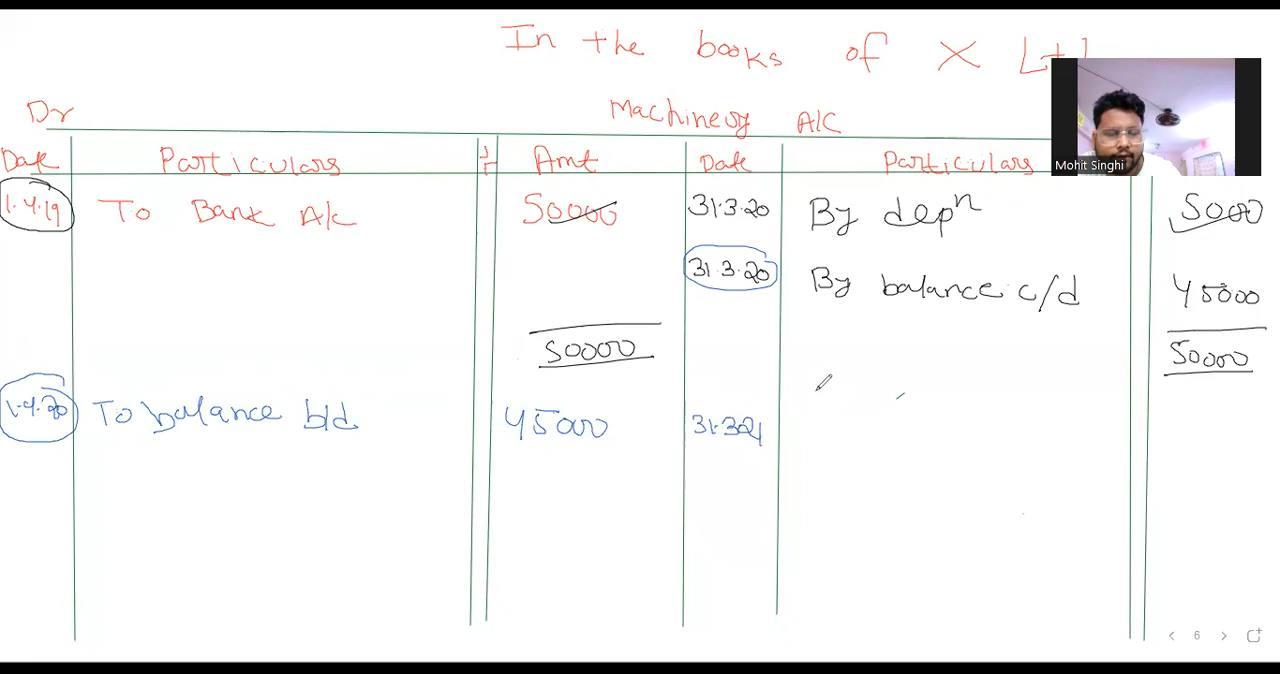 In the books of X Lt
Dr Machinery A/C
Date Particulars J F Amt Date Particulars
1.4.19 To Bank A/c 50000 31.3.20 By depn 5000
31.3.20 By balance c/d 45000
50000 50000
1.4.20 To balance b/d 45000 31.3.21
Mohit Singhi
6